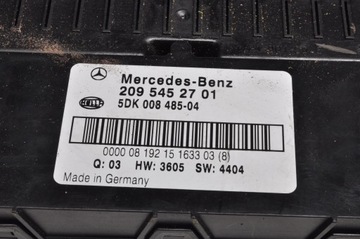 Mercedes-Benz
209 545 27 01
HELLA
5DK 008 485-04
0000 08 192 15 1633 03 (8)
Q: 03 HW: 3605 SW: 4404
Made in Germany